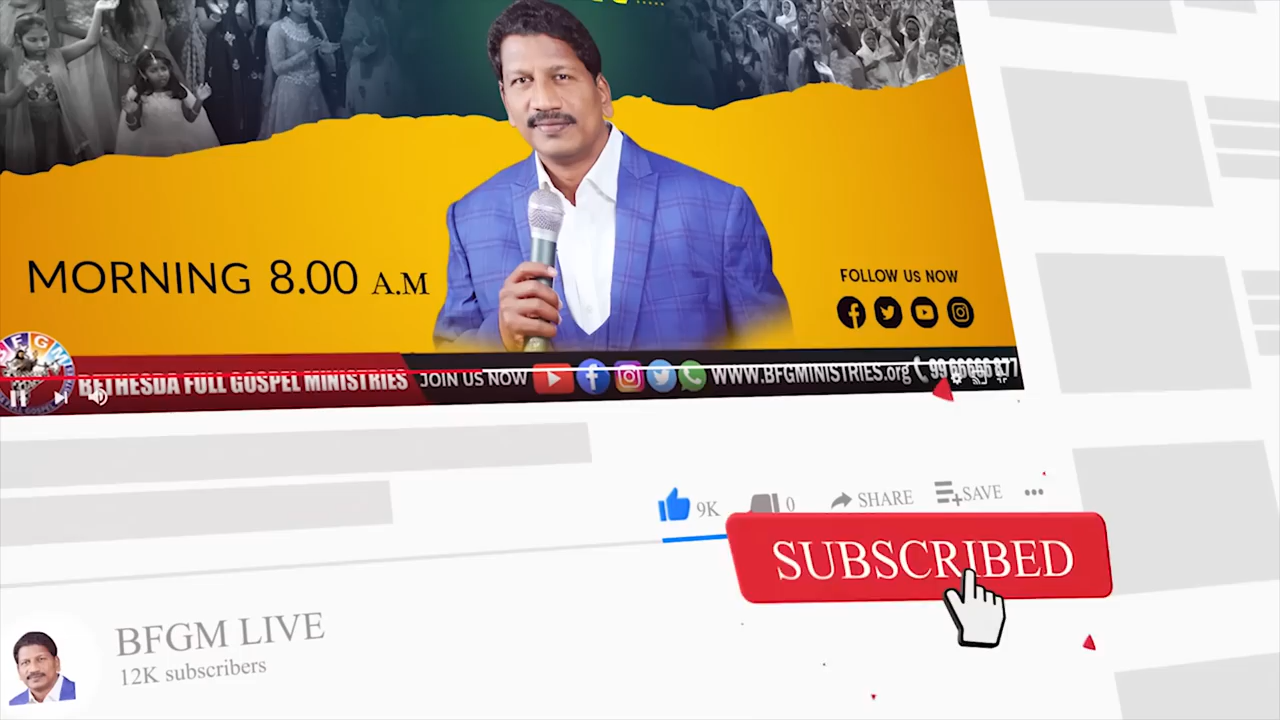 MORNING 8.00 A.M
FOLLOW US NOW
BFGM
BETHESDA FULL GOSPEL MINISTRIES
JOIN US NOW
WWW.BFGMINISTRIES.org
9K
0
SHARE
SAVE
SUBSCRIBED
BFGM LIVE
12K subscribers